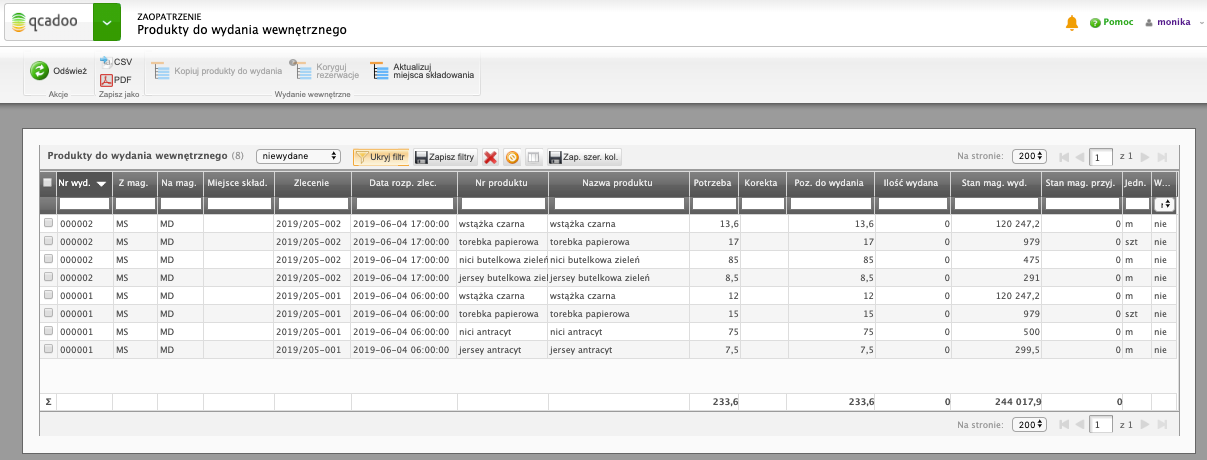 qcadoo
ZAOPATRZENIE
Produkty do wydania wewnętrznego
Pomoc
monika
Odśwież
CSV
PDF
Kopiuj produkty do wydania
Koryguj
rezerwacje
Aktualizuj
miejsca składowania
Akcje
Zapisz jako
Wydanie wewnętrzne
Produkty do wydania wewnętrznego (8) niewydane Ukryj filtr Zapisz filtry Zap. szer. kol. Na stronie: 200 1 z 1
Nr wyd. Z mag. Na mag. Miejsce skład. Zlecenie Data rozp. zlec. Nr produktu Nazwa produktu Potrzeba Korekta Poz. do wydania Ilość wydana Stan mag. wyd. Stan mag. przyj. Jedn. W...
000002 MS MD 2019/205-002 2019-06-04 17:00:00 wstążka czarna wstążka czarna 13,6 13,6 0 120 247,2 0 m nie
000002 MS MD 2019/205-002 2019-06-04 17:00:00 torebka papierowa torebka papierowa 17 17 0 979 0 szt nie
000002 MS MD 2019/205-002 2019-06-04 17:00:00 nici butelkowa zieleń nici butelkowa zieleń 85 85 0 475 0 m nie
000002 MS MD 2019/205-002 2019-06-04 17:00:00 jersey butelkowa ziel jersey butelkowa zieleń 8,5 8,5 0 291 0 m nie
000001 MS MD 2019/205-001 2019-06-04 06:00:00 wstążka czarna wstążka czarna 12 12 0 120 247,2 0 m nie
000001 MS MD 2019/205-001 2019-06-04 06:00:00 torebka papierowa torebka papierowa 15 15 0 979 0 szt nie
000001 MS MD 2019/205-001 2019-06-04 06:00:00 nici antracyt nici antracyt 75 75 0 500 0 m nie
000001 MS MD 2019/205-001 2019-06-04 06:00:00 jersey antracyt jersey antracyt 7,5 7,5 0 299,5 0 m nie
Σ 233,6 233,6 0 244 017,9 0
Na stronie: 200 1 z 1